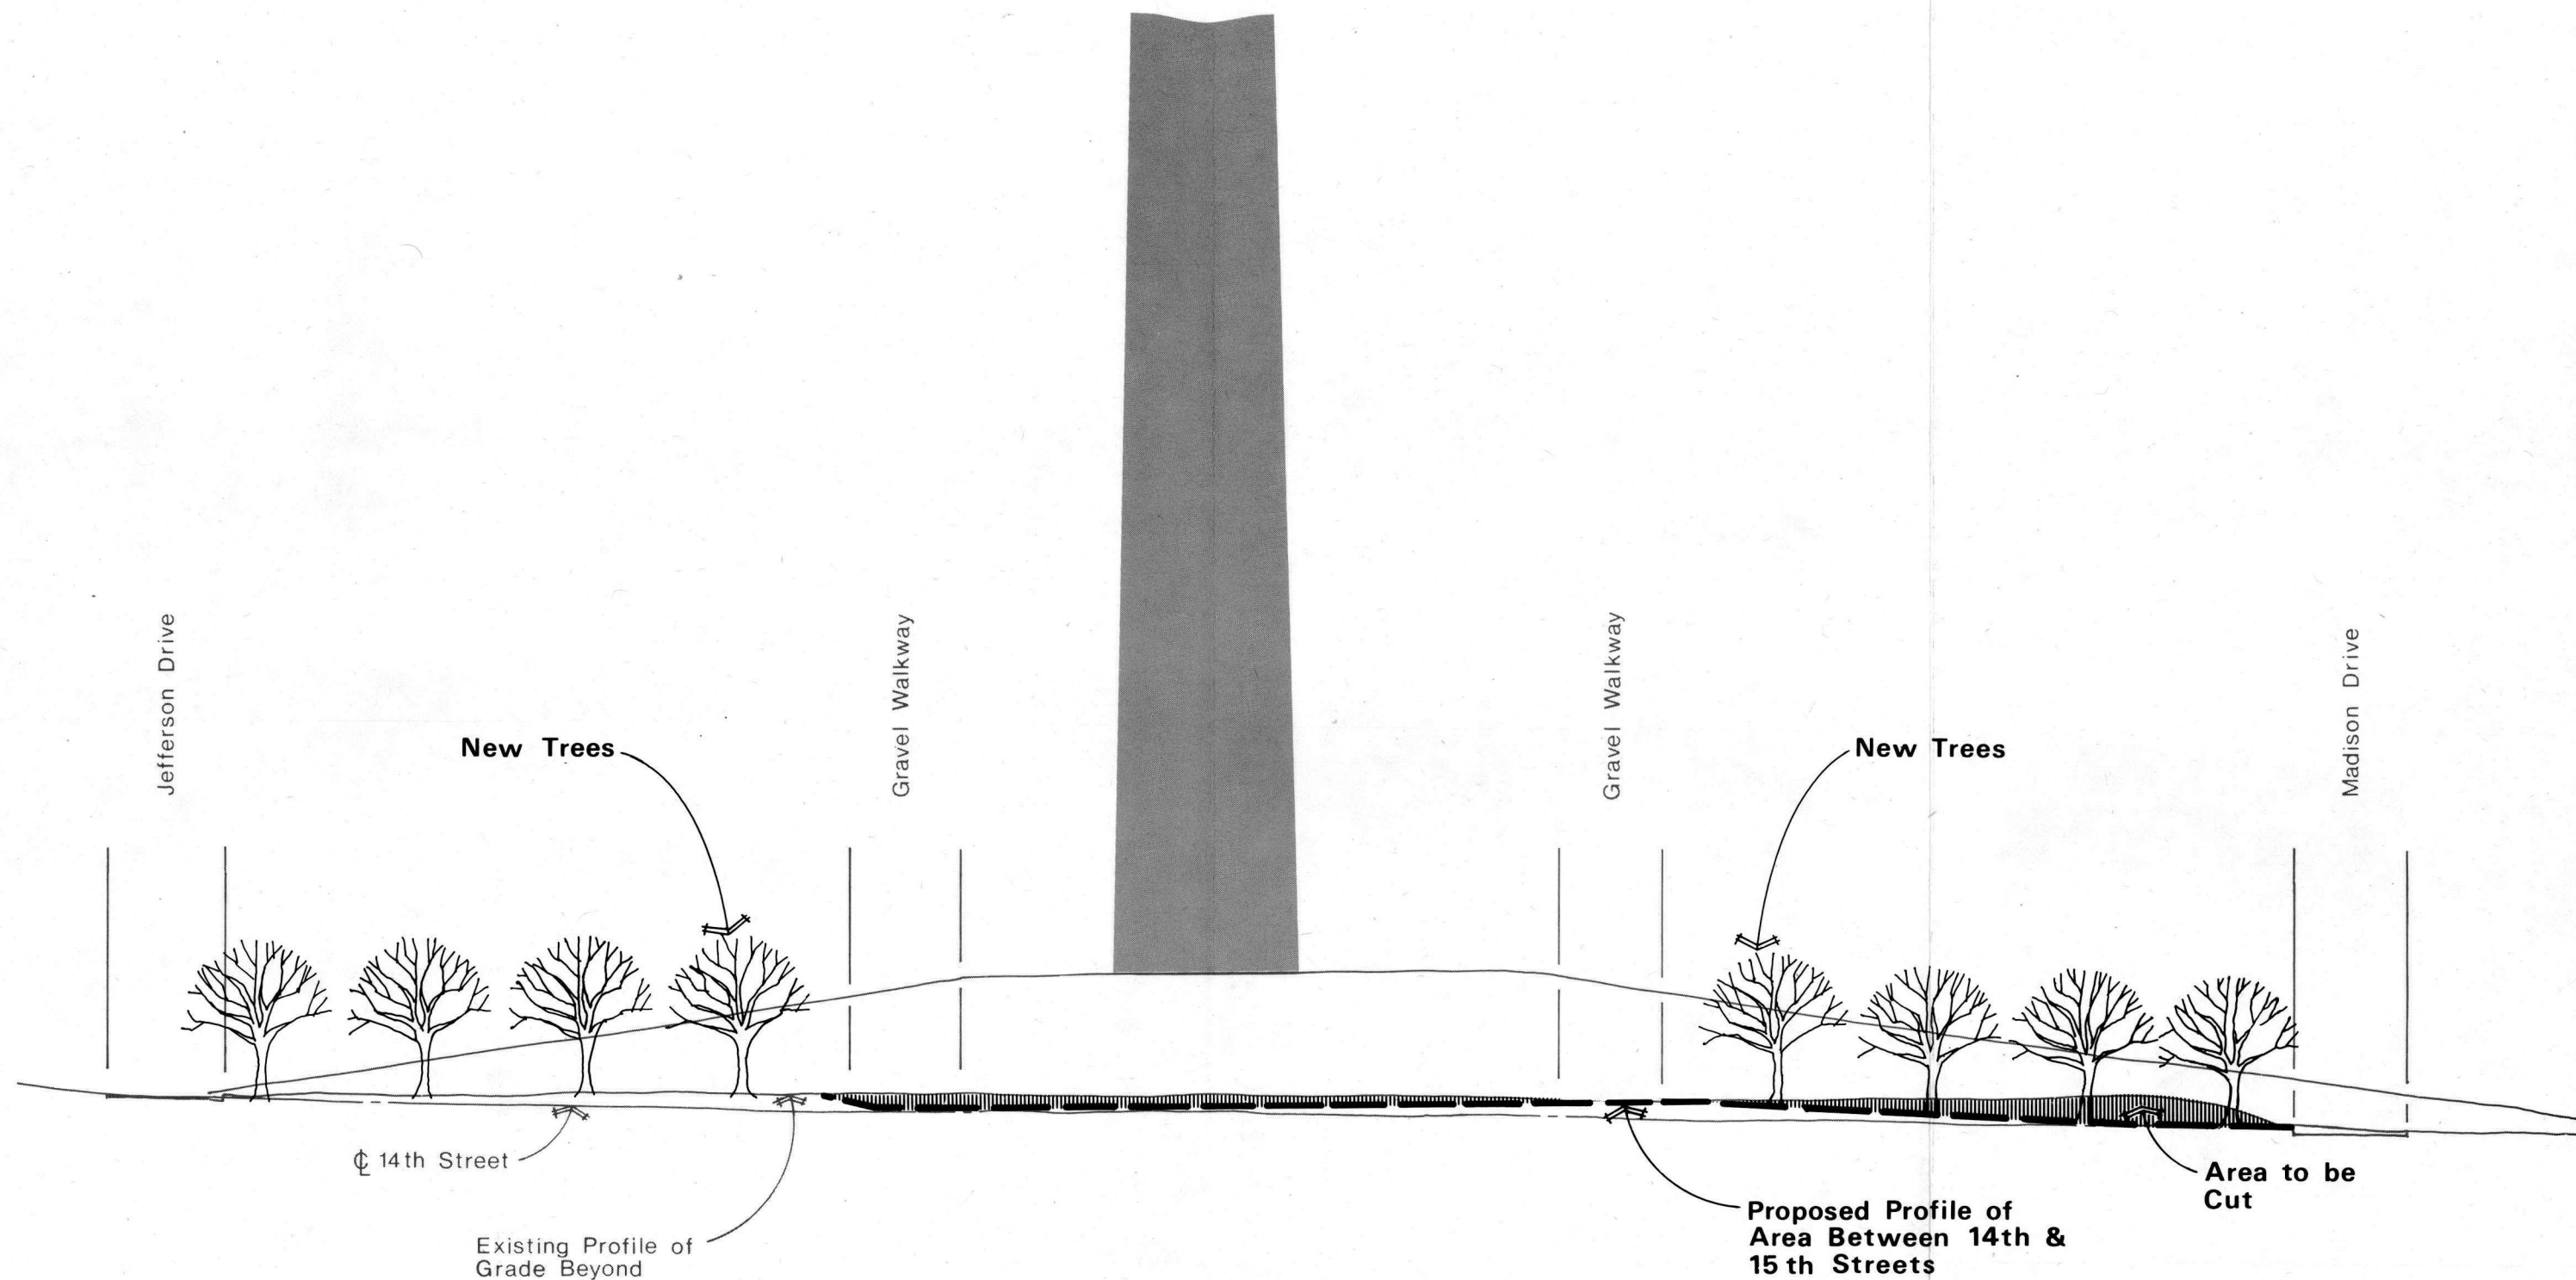 Jefferson Drive
Gravel Walkway
Gravel Walkway
Madison Drive
New Trees
New Trees
℄ 14th Street
Existing Profile of
Grade Beyond
Proposed Profile of
Area Between 14th &
15th Streets
Area to be
Cut